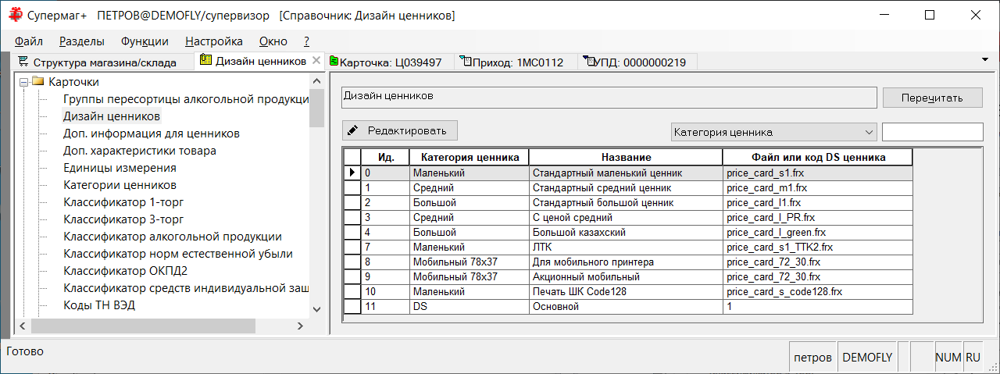 Супермаг+ ПЕТРОВ@DEMOFLY/супервизор [Справочник: Дизайн ценников]
Файл Разделы Функции Настройка Окно ?
Структура магазина/склада Дизайн ценников Карточка: Ц039497 Приход: 1МС0112 УПД: 0000000219
Карточки
Группы пересортицы алкогольной продукци
Дизайн ценников
Доп. информация для ценников
Доп. характеристики товара
Единицы измерения
Категории ценников
Классификатор 1-торг
Классификатор 3-торг
Классификатор алкогольной продукции
Классификатор норм естественной убыли
Классификатор ОКПД2
Классификатор средств индивидуальной защ
Коды ТН ВЭД
Дизайн ценников Перечитать
Редактировать Категория ценника
Ид. Категория ценника Название Файл или код DS ценника
0 Маленький Стандартный маленький ценник price_card_s1.frx
1 Средний Стандартный средний ценник price_card_m1.frx
2 Большой Стандартный большой ценник price_card_l1.frx
3 Средний С ценой средний price_card_l_PR.frx
4 Большой Большой казахский price_card_l_green.frx
7 Маленький ЛТК price_card_s1_TTK2.frx
8 Мобильный 78х37 Для мобильного принтера price_card_72_30.frx
9 Мобильный 78х37 Акционный мобильный price_card_72_30.frx
10 Маленький Печать ШК Code128 price_card_s_code128.frx
11 DS Основной 1
Готово петров DEMOFLY NUM RU